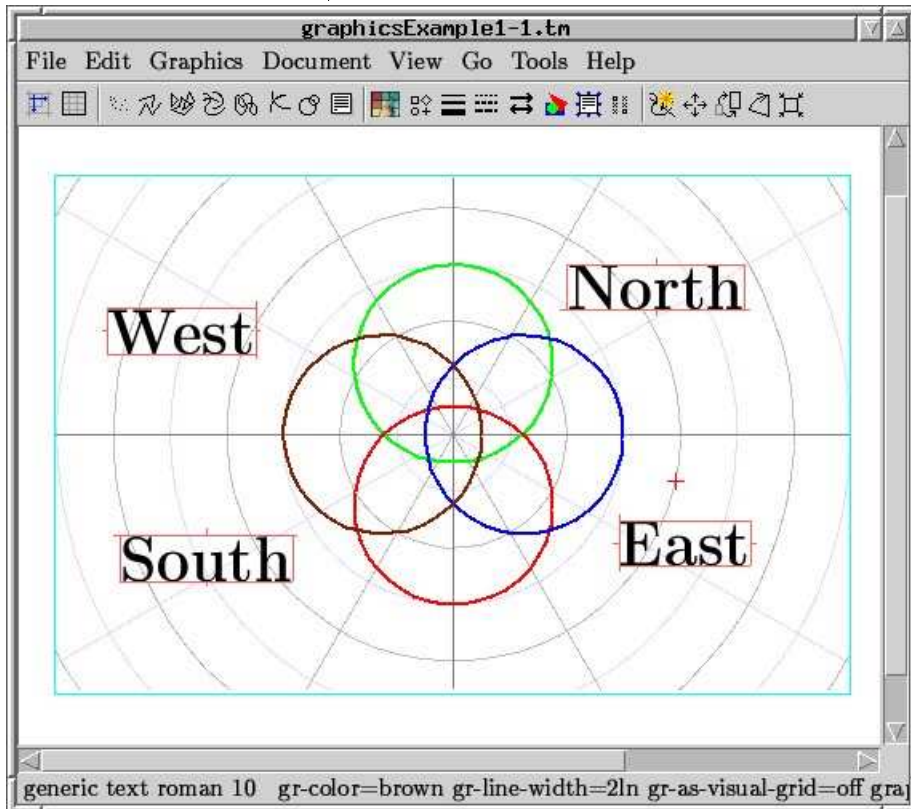 graphicsExample1-1.tm
File Edit Graphics Document View Go Tools Help
North
West
East
South
generic text roman 10 gr-color=brown gr-line-width=2ln gr-as-visual-grid=off gra